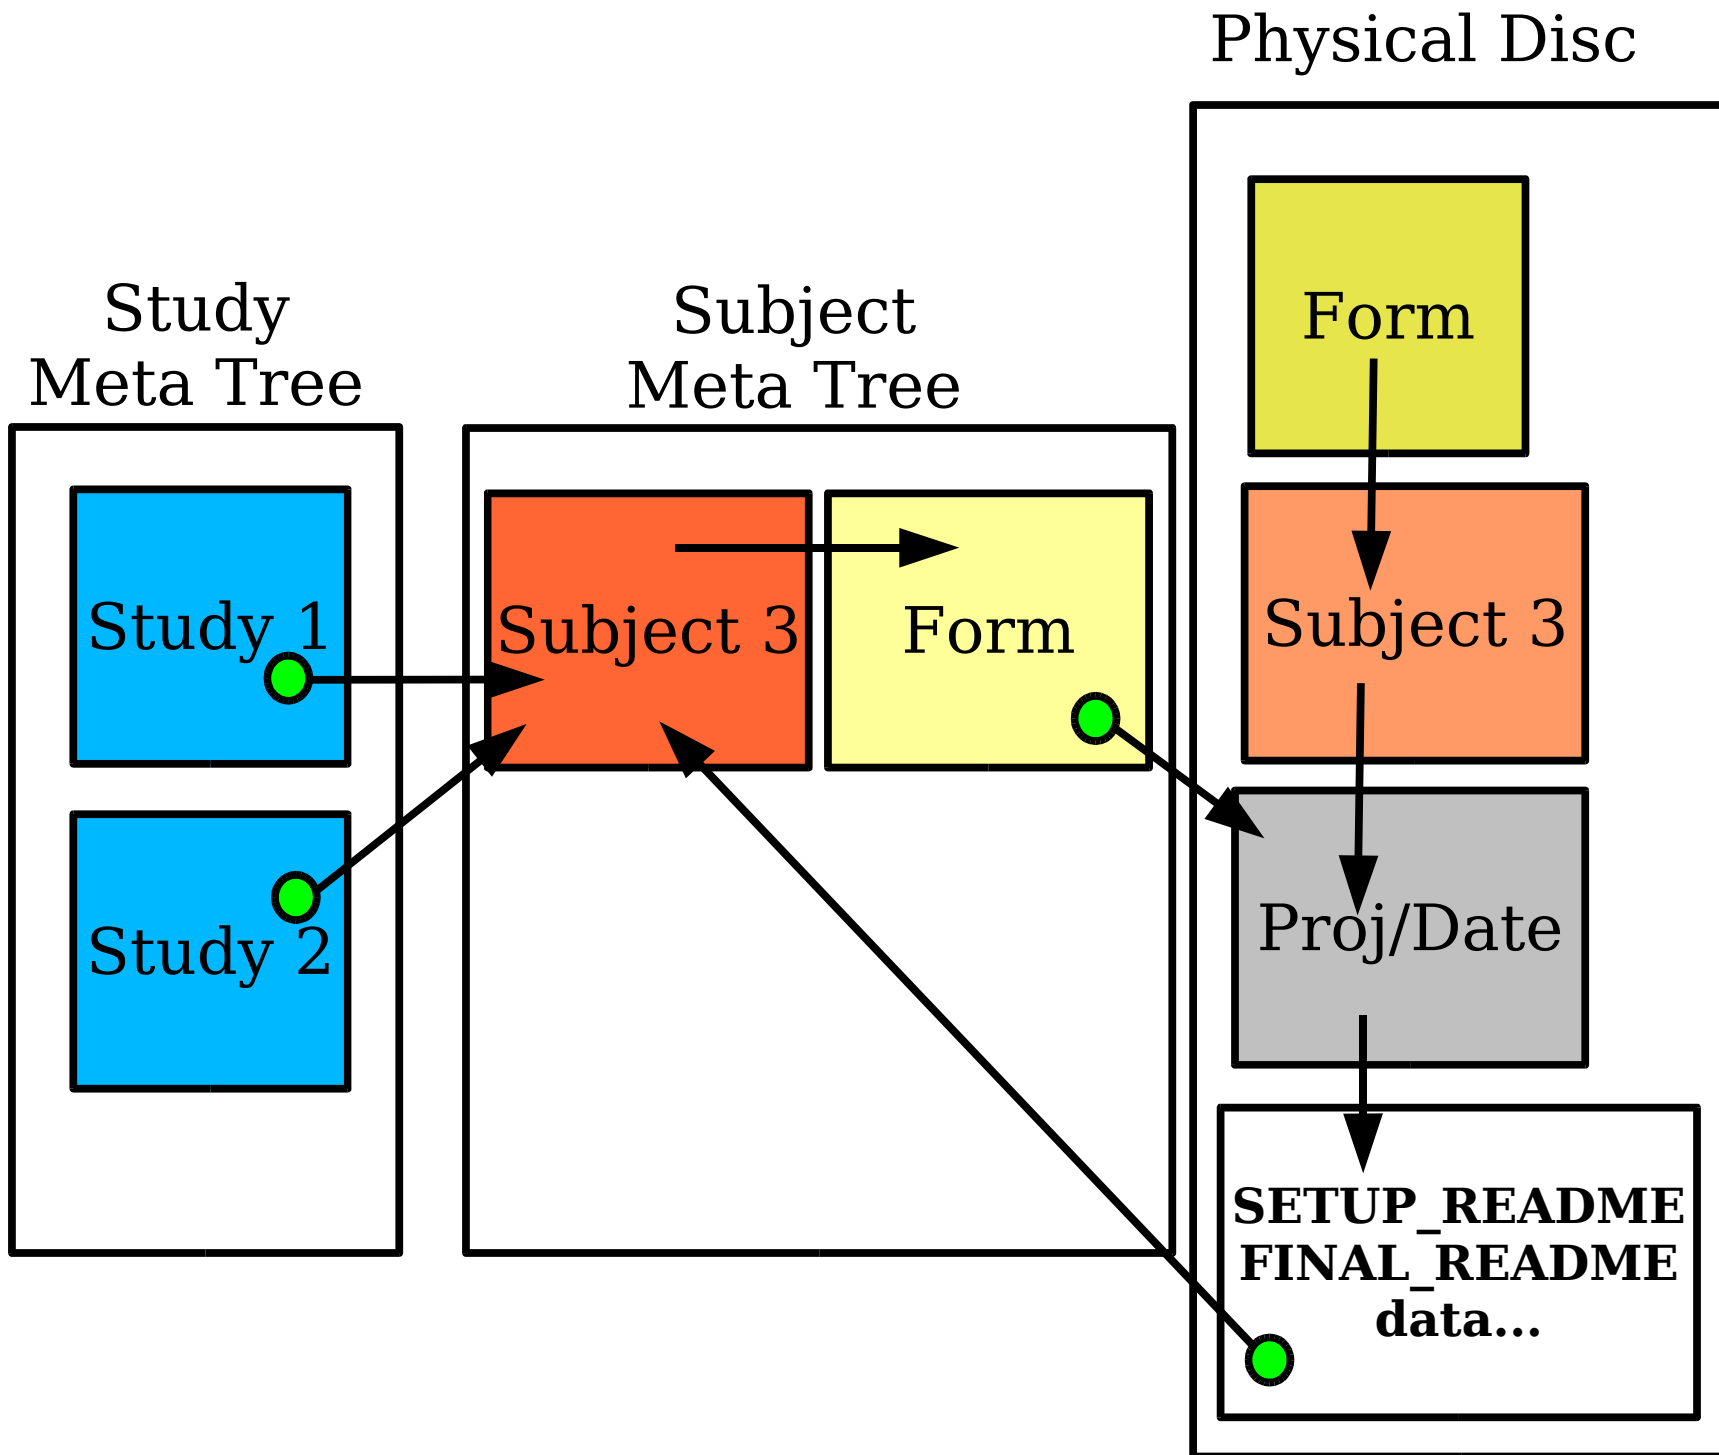 Physical Disc
Study
Meta Tree
Subject
Meta Tree
Study 1
Study 2
Subject 3
Form
Form
Subject 3
Proj/Date
SETUP_README
FINAL_README
data...